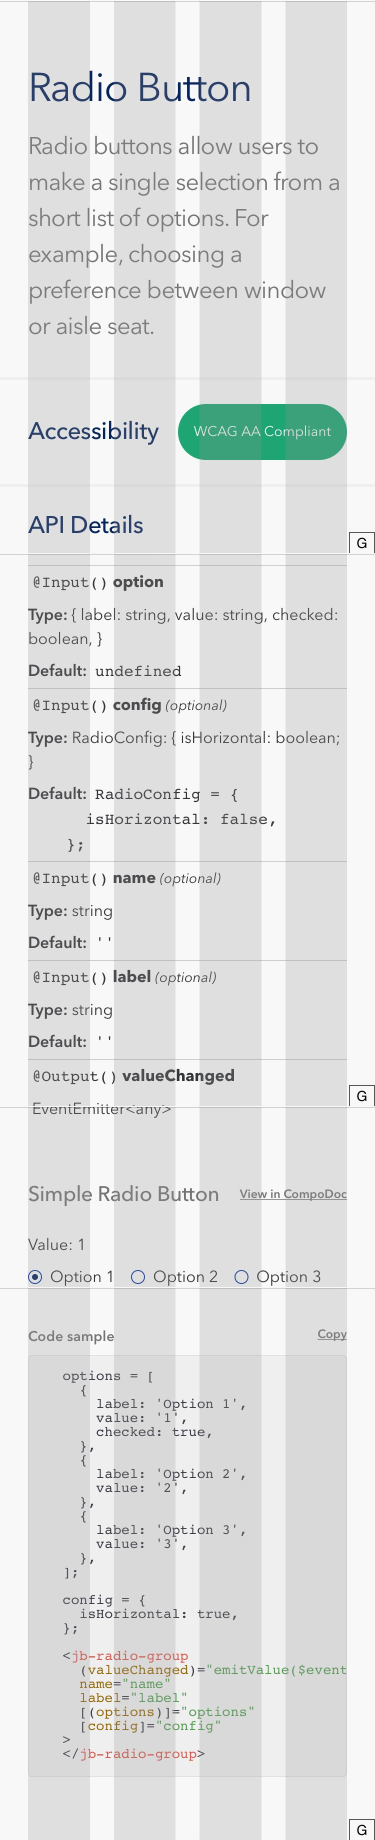 Radio Button
Radio buttons allow users to
make a single selection from a
short list of options. For
example, choosing a
preference between window
or aisle seat.
Accessibility
WCAG AA Compliant
API Details
G
@Input() option
Type: { label: string, value: string, checked:
boolean, }
Default: undefined
@Input() config (optional)
Type: RadioConfig: { isHorizontal: boolean;
}
Default: RadioConfig = {
isHorizontal: false,
};
@Input() name (optional)
Type: string
Default: ''
@Input() label (optional)
Type: string
Default: ''
@Output() valueChanged
G
EventEmitter<any>
Simple Radio Button
View in CompoDoc
Value: 1
Option 1 Option 2 Option 3
Code sample
Copy
options = [
{
label: 'Option 1',
value: '1',
checked: true,
},
{
label: 'Option 2',
value: '2',
},
{
label: 'Option 3',
value: '3',
},
];
config = {
isHorizontal: true,
};
<jb-radio-group
(valueChanged)="emitValue($event
name="name"
label="label"
[(options)]="options"
[config]="config"
>
</jb-radio-group>
G